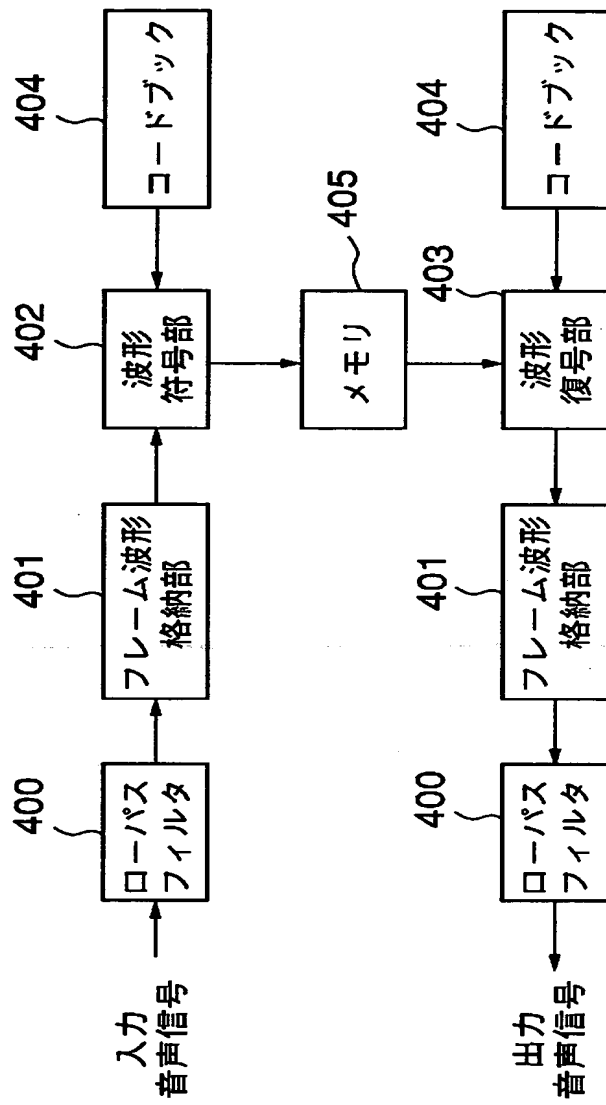 入力
音声信号
400
ローパス
フィルタ
401
フレーム波形
格納部
402
波形
符号部
404
コードブック
405
メモリ
403
波形
復号部
404
コードブック
401
フレーム波形
格納部
400
ローパス
フィルタ
出力
音声信号